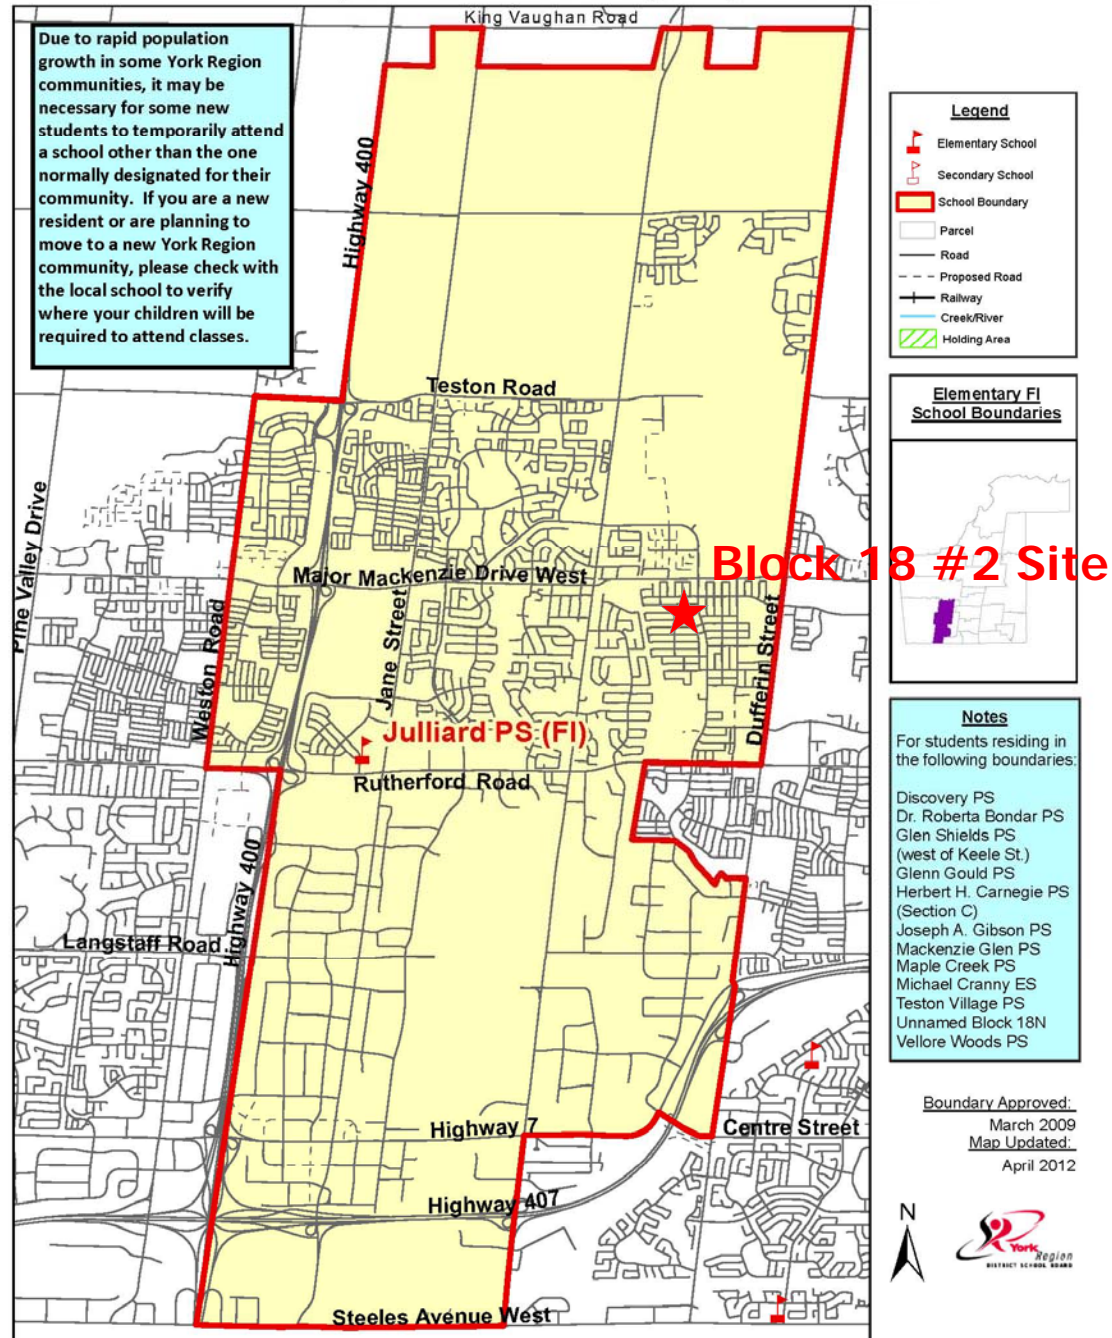 King Vaughan Road
Due to rapid population
growth in some York Region
communities, it may be
necessary for some new
students to temporarily attend
a school other than the one
normally designated for their
community.  If you are a new
resident or are planning to
move to a new York Region
community, please check with
the local school to verify
where your children will be
required to attend classes.
Highway 400
Teston Road
Pine Valley Drive
Major Mackenzie Drive West
Block 18 #2 Site
Weston Road
Jane Street
Dufferin Street
Julliard PS (FI)
Rutherford Road
Highway 400
Langstaff Road
Highway 7
Centre Street
Highway 407
Steeles Avenue West
Legend
Elementary School
Secondary School
School Boundary
Parcel
Road
Proposed Road
Railway
Creek/River
Holding Area
Elementary FI
School Boundaries
Notes
For students residing in
the following boundaries:
Discovery PS
Dr. Roberta Bondar PS
Glen Shields PS
(west of Keele St.)
Glenn Gould PS
Herbert H. Carnegie PS
(Section C)
Joseph A. Gibson PS
Mackenzie Glen PS
Maple Creek PS
Michael Cranny ES
Teston Village PS
Unnamed Block 18N
Vellore Woods PS
Boundary Approved:
March 2009
Map Updated:
April 2012
N
York
Region
DISTRICT SCHOOL BOARD